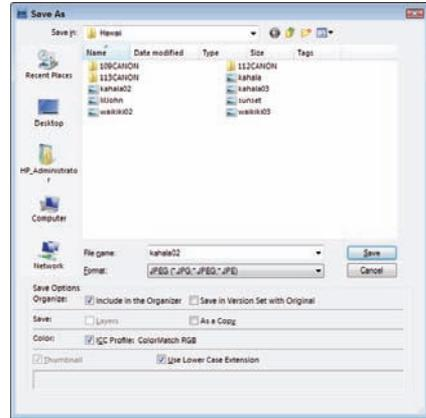 Save As
Save in: Hawaii
Name Date modified Type Size Tags
109CANON 112CANON
113CANON kahala
kahala02 kahala03
liljohn sunset
waikiki02 waikiki03
Recent Places
Desktop
HP_Administrato
r
Computer
Network
File name: kahala02 Save
Format: JPEG (*.JPG;*.JPEG;*.JPE) Cancel
Save Options
Organize: Include in the Organizer Save in Version Set with Original
Save: Layers As a Copy
Color: ICC Profile: ColorMatch RGB
Thumbnail Use Lower Case Extension